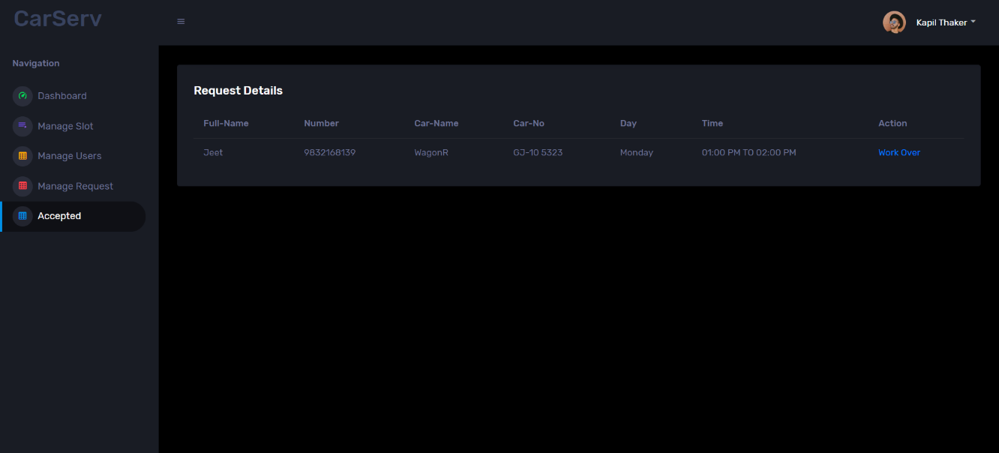 CarServ
Kapil Thaker
Navigation
Dashboard
Manage Slot
Manage Users
Manage Request
Accepted
Request Details
Full-Name Number Car-Name Car-No Day Time Action
Jeet 9832168139 WagonR GJ-10 5323 Monday 01:00 PM TO 02:00 PM Work Over